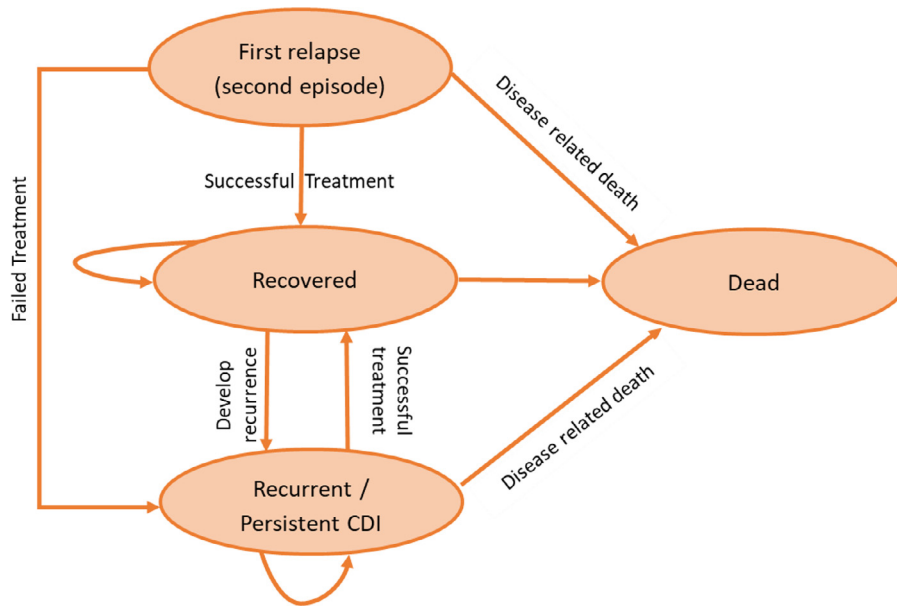 First relapse
(second episode)
Disease related death
Failed Treatment
Successful Treatment
Recovered
Dead
Develop
recurrence
Successful
treatment
Disease related death
Recurrent /
Persistent CDI